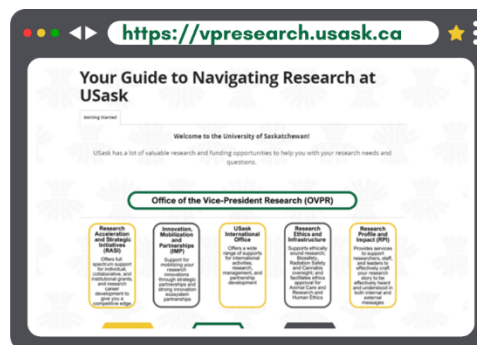 https://vpresearch.usask.ca
Your Guide to Navigating Research at
USask
Getting Started
Welcome to the University of Saskatchewan!
USask has a lot of valuable research and funding opportunities to help you with your research needs and
questions.
Office of the Vice-President Research (OVPR)
Research
Acceleration
and Strategic
Initiatives
(RASI)
Offers full
spectrum support
for individual,
collaborative, and
institutional grants,
and research
career
development that
give you a
competitive edge
Innovation,
Mobilization
and
Partnerships
(IMP)
Support for
mobilizing your
research
innovations
through strategic
partnerships and
strong innovation
ecosystem
partnerships
USask
International
Office
Offers a wide
range of supports
for international
activities,
research,
management, and
partnership
development
Research
Ethics and
Infrastructure
Supports ethically
sound research;
Biosafety,
Radiation Safety
and Cannabis
oversight; and
facilitates ethics
approval for
Animal Care and
Research and
Human Ethics
Research
Profile and
Impact (RPI)
Provides services
to support
researchers, staff,
and leaders to
effectively craft
your research
story to be
effectively heard
and understood in
both internal and
external
messages